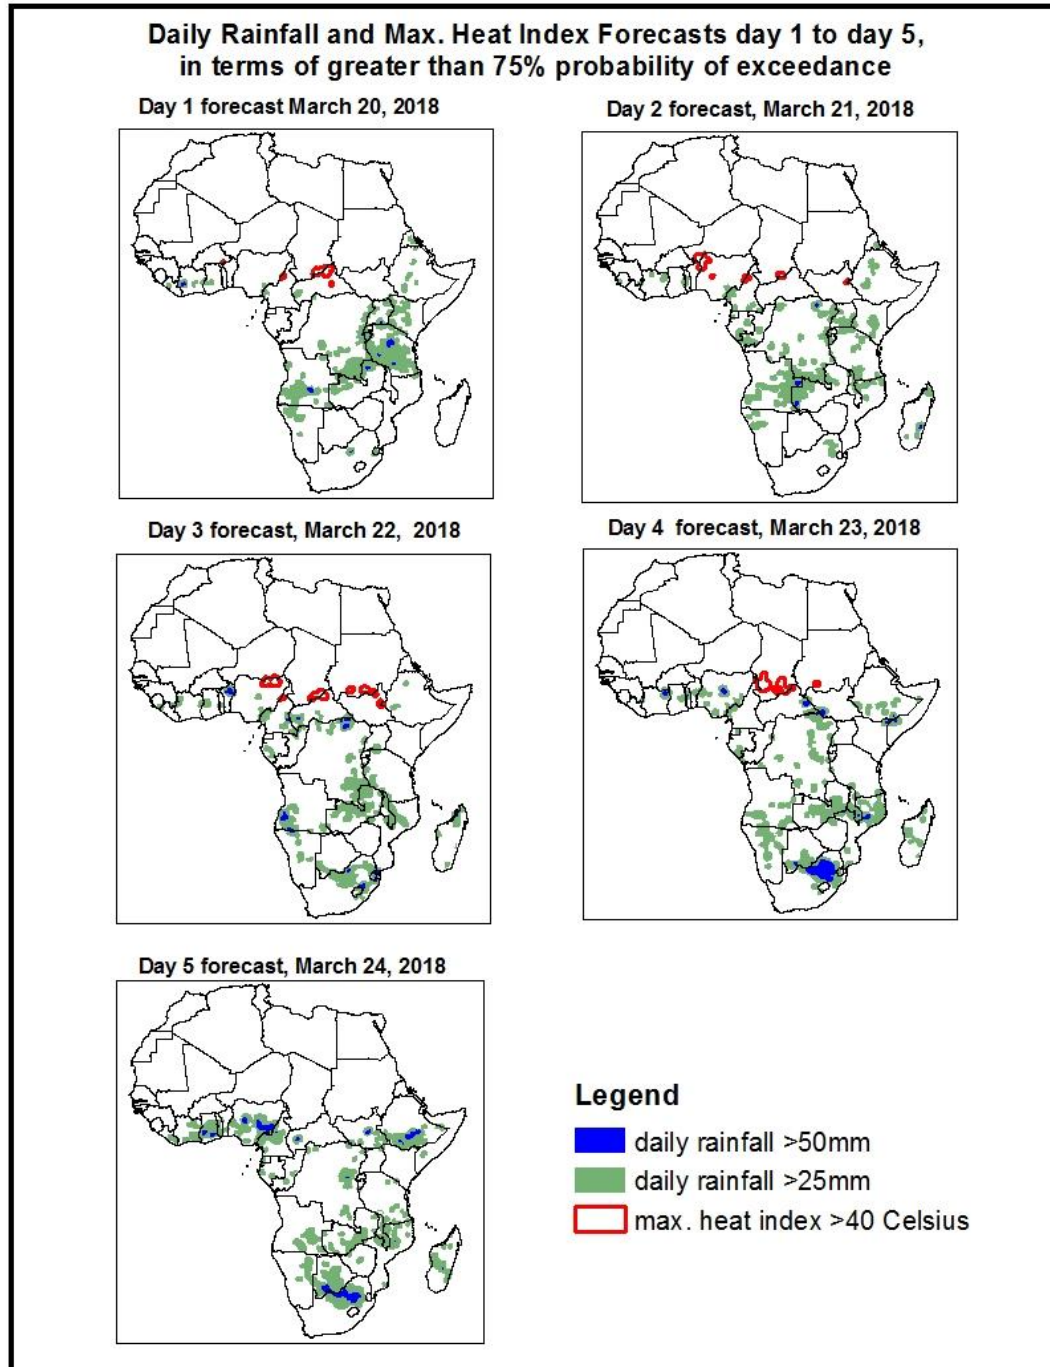 Daily Rainfall and Max. Heat Index Forecasts day 1 to day 5,
in terms of greater than 75% probability of exceedance
Day 1 forecast March 20, 2018
Day 2 forecast, March 21, 2018
Day 3 forecast, March 22, 2018
Day 4 forecast, March 23, 2018
Day 5 forecast, March 24, 2018
Legend
daily rainfall >50mm
daily rainfall >25mm
max. heat index >40 Celsius